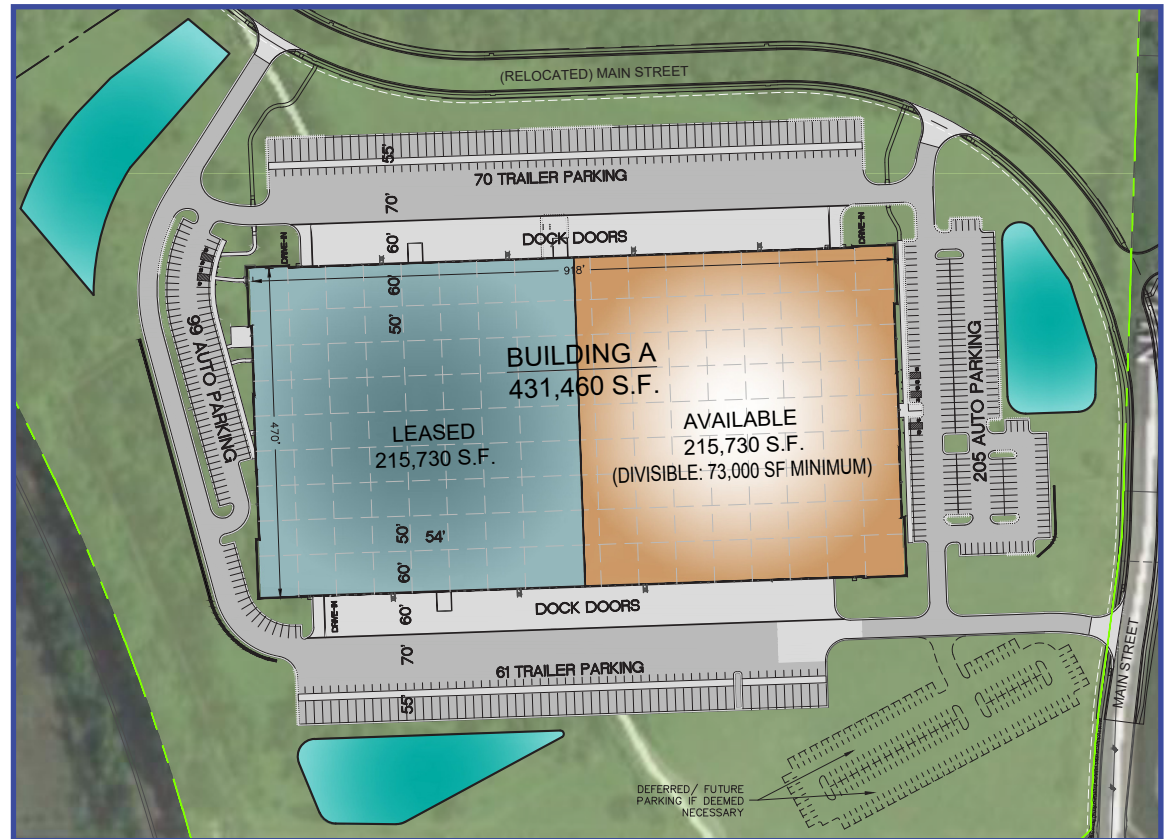 (RELOCATED) MAIN STREET
55'
70 TRAILER PARKING
70'
60'
DOCK DOORS
DRIVE-IN
DRIVE-IN
918'
60'
50'
99 AUTO PARKING
470'
BUILDING A
431,460 S.F.
LEASED
215,730 S.F.
AVAILABLE
215,730 S.F.
(DIVISIBLE: 73,000 SF MINIMUM)
205 AUTO PARKING
50'
54'
60'
DRIVE-IN
60'
DOCK DOORS
70'
61 TRAILER PARKING
55'
MAIN STREET
DEFERRED/ FUTURE
PARKING IF DEEMED
NECESSARY